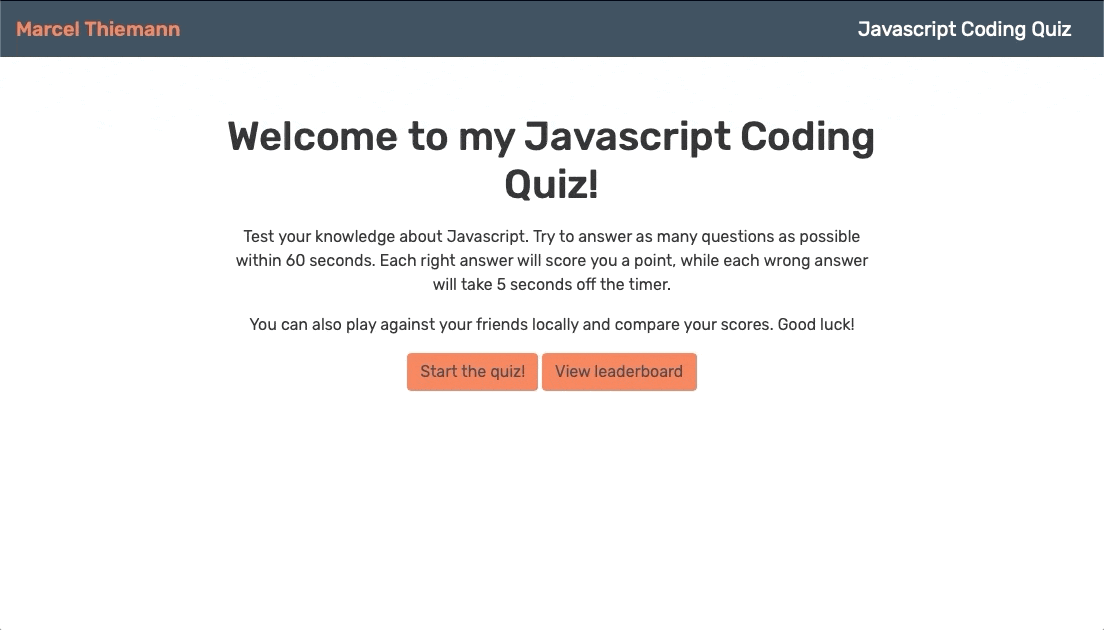 Marcel Thiemann
Javascript Coding Quiz
Welcome to my Javascript Coding
Quiz!
Test your knowledge about Javascript. Try to answer as many questions as possible
within 60 seconds. Each right answer will score you a point, while each wrong answer
will take 5 seconds off the timer.
You can also play against your friends locally and compare your scores. Good luck!
Start the quiz!
View leaderboard